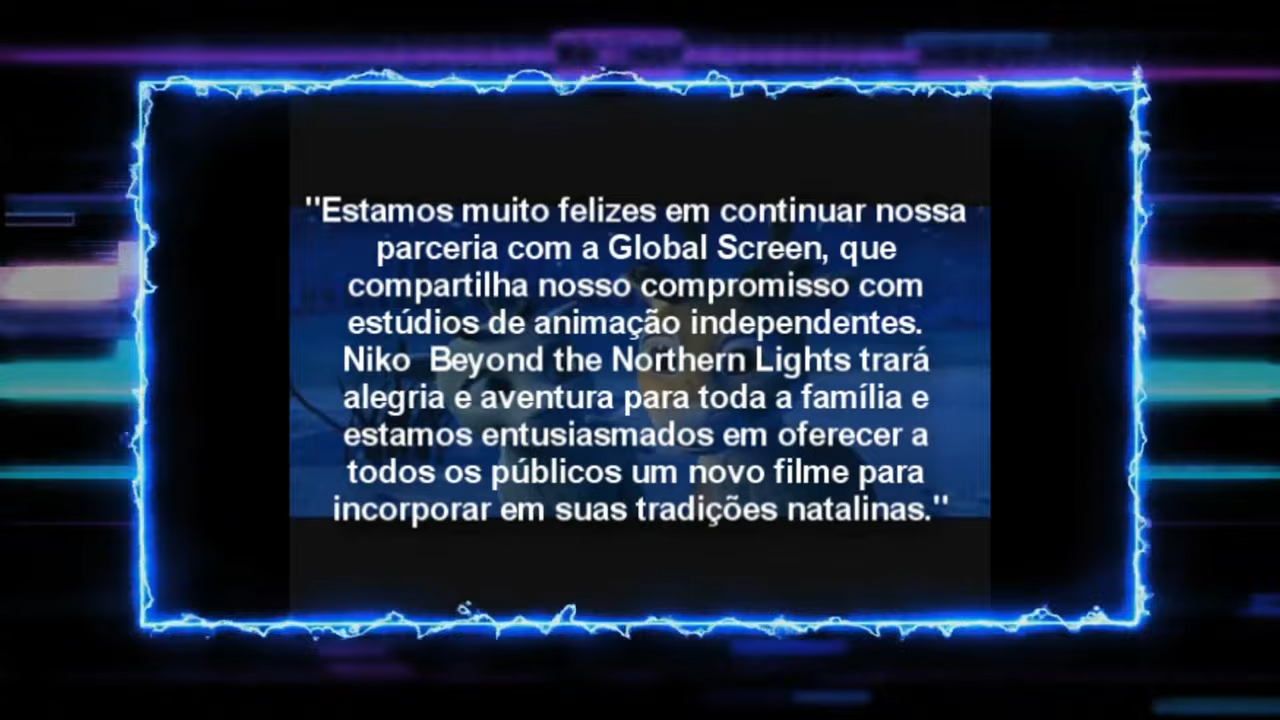 "Estamos muito felizes em continuar nossa
parceria com a Global Screen, que
compartilha nosso compromisso com
estúdios de animação independentes.
Niko  Beyond the Northern Lights trará
alegria e aventura para toda a família e
estamos entusiasmados em oferecer a
todos os públicos um novo filme para
incorporar em suas tradições natalinas."